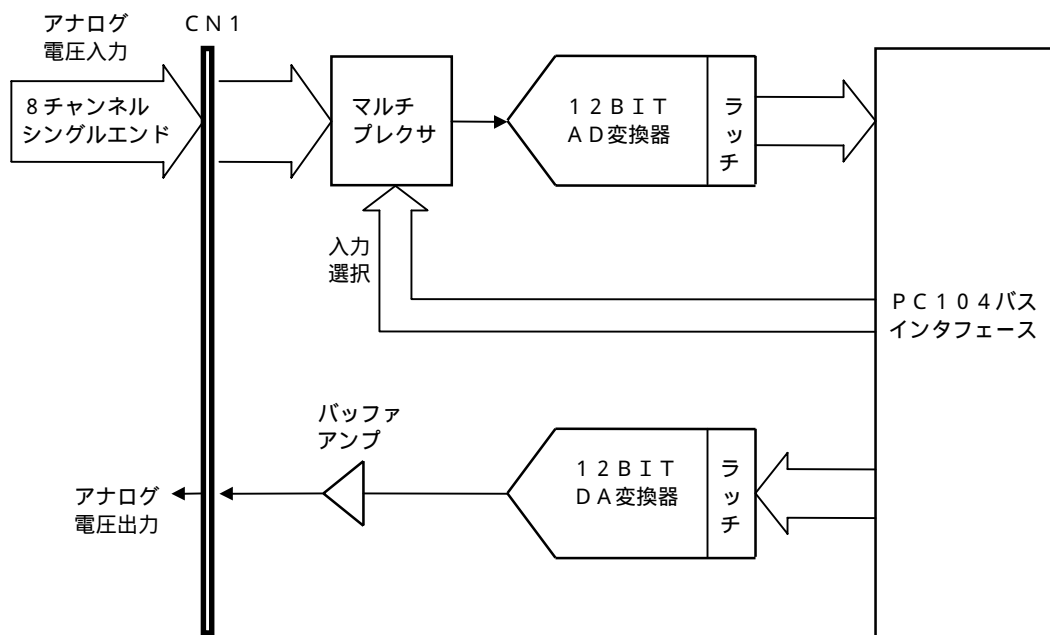 アナログ
電圧入力
ＣＮ１
８チャンネル
シングルエンド
マルチ
プレクサ
１２ＢＩＴ
ＡＤ変換器
ラッチ
入力
選択
ＰＣ１０４バス
インタフェース
バッファ
アンプ
１２ＢＩＴ
ＤＡ変換器
ラッチ
アナログ
電圧出力